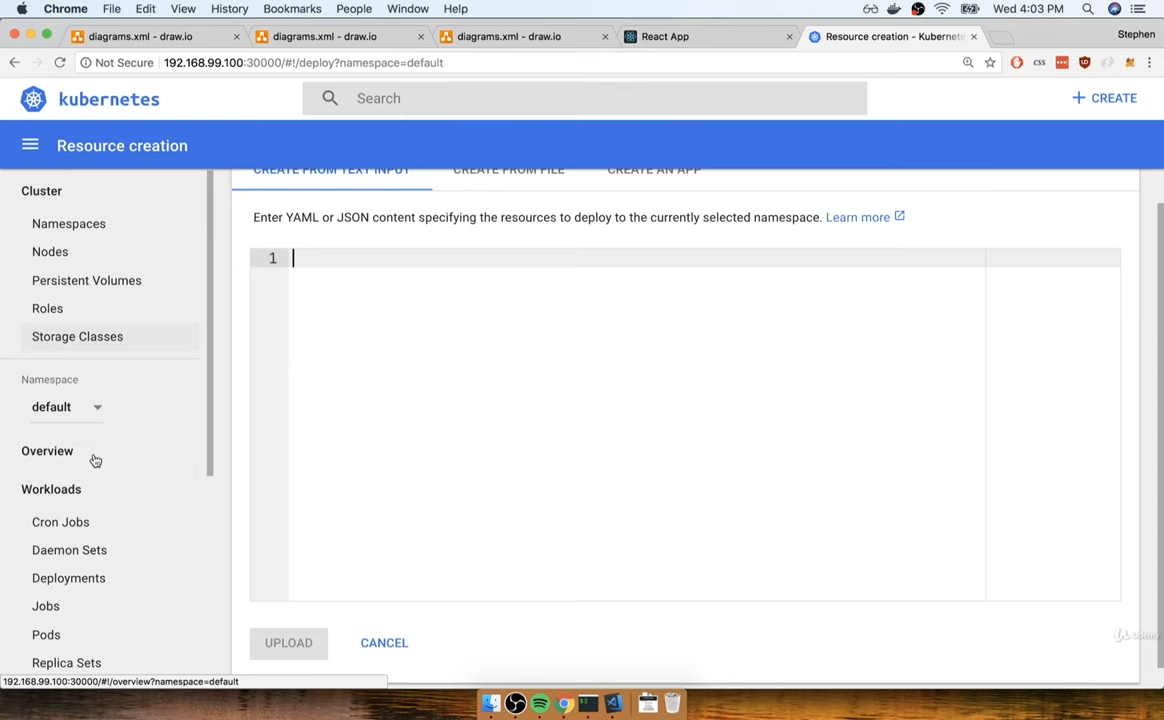 Chrome File Edit View History Bookmarks People Window Help Wed 4:03 PM
diagrams.xml - draw.io diagrams.xml - draw.io diagrams.xml - draw.io React App Resource creation - Kubernete Stephen
Not Secure 192.168.99.100:30000/#!/deploy?namespace=default CSS
kubernetes Search + CREATE
Resource creation
CREATE FROM TEXT INPUT CREATE FROM FILE CREATE AN APP
Cluster
Enter YAML or JSON content specifying the resources to deploy to the currently selected namespace. Learn more
Namespaces
Nodes
1
Persistent Volumes
Roles
Storage Classes
Namespace
default
Overview
Workloads
Cron Jobs
Daemon Sets
Deployments
Jobs
Pods
UPLOAD CANCEL
Udemy
Replica Sets
192.168.99.100:30000/#!/overview?namespace=default